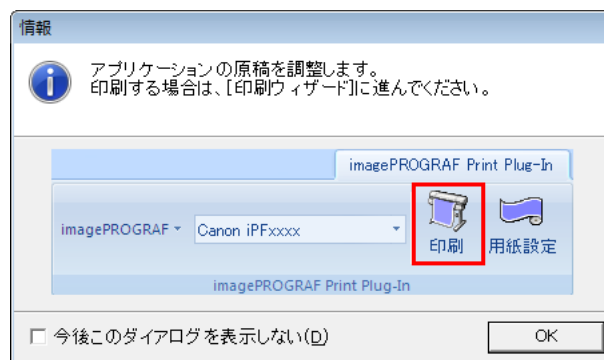 情報
アプリケーションの原稿を調整します。
印刷する場合は、[印刷ウィザード]に進んでください。
imagePROGRAF Print Plug-In
imagePROGRAF
Canon iPFxxxx
印刷
用紙設定
imagePROGRAF Print Plug-In
今後このダイアログを表示しない(D)
OK